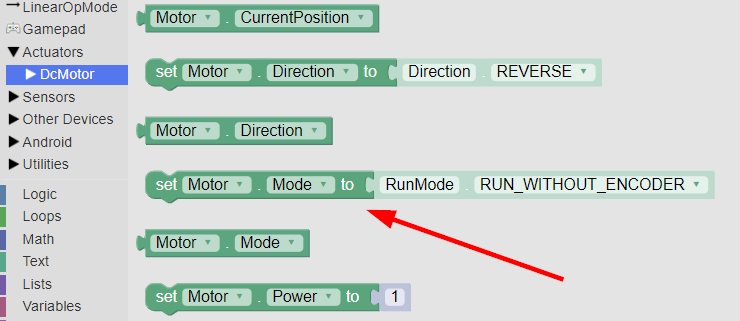 LinearOpMode
Gamepad
Actuators
DcMotor
Sensors
Other Devices
Android
Utilities
Logic
Loops
Math
Text
Lists
Variables
Motor . CurrentPosition
set Motor . Direction to Direction . REVERSE
Motor . Direction
set Motor . Mode to RunMode . RUN_WITHOUT_ENCODER
Motor . Mode
set Motor . Power to 1